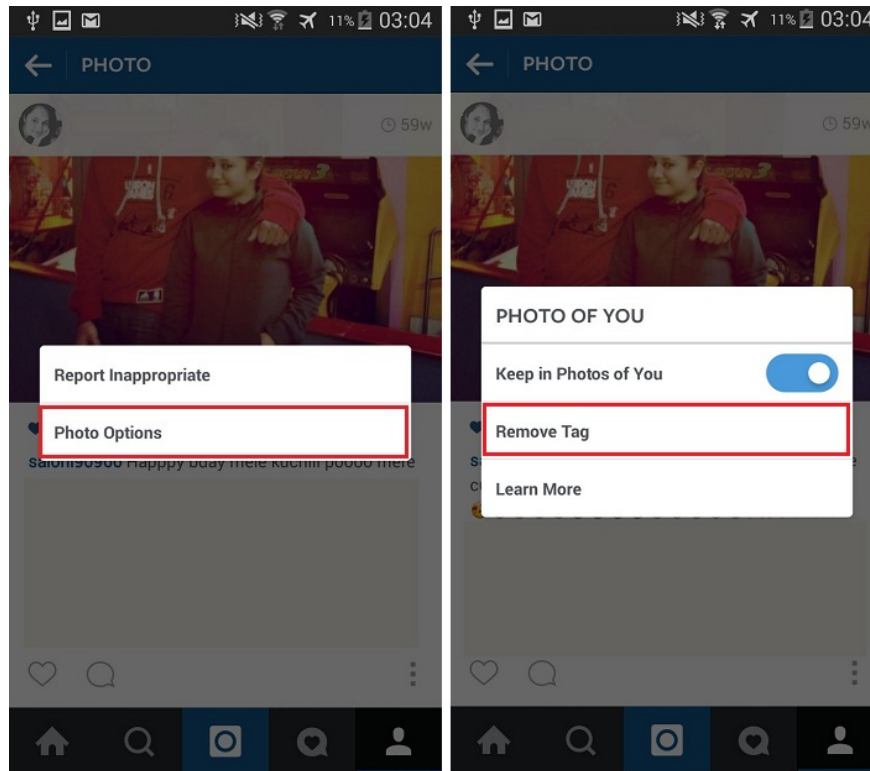 11% 03:04
PHOTO
59w
Report Inappropriate
Photo Options
Happpy bday mele kuchiii poooo mere
11% 03:04
PHOTO
59w
PHOTO OF YOU
Keep in Photos of You
Remove Tag
Learn More